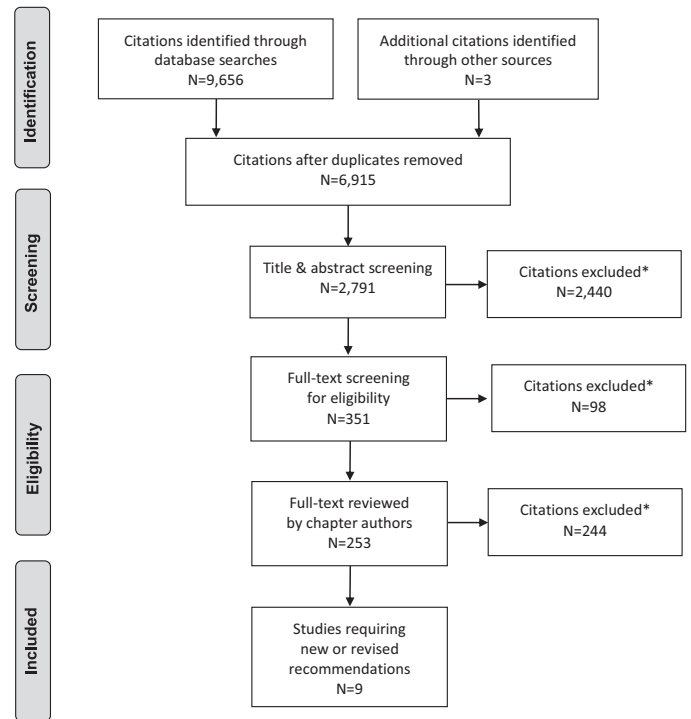 Identification
Citations identified through
database searches
N=9,656
Additional citations identified
through other sources
N=3
Citations after duplicates removed
N=6,915
Screening
Title & abstract screening
N=2,791
Citations excluded*
N=2,440
Eligibility
Full-text screening
for eligibility
N=351
Citations excluded*
N=98
Full-text reviewed
by chapter authors
N=253
Citations excluded*
N=244
Included
Studies requiring
new or revised
recommendations
N=9